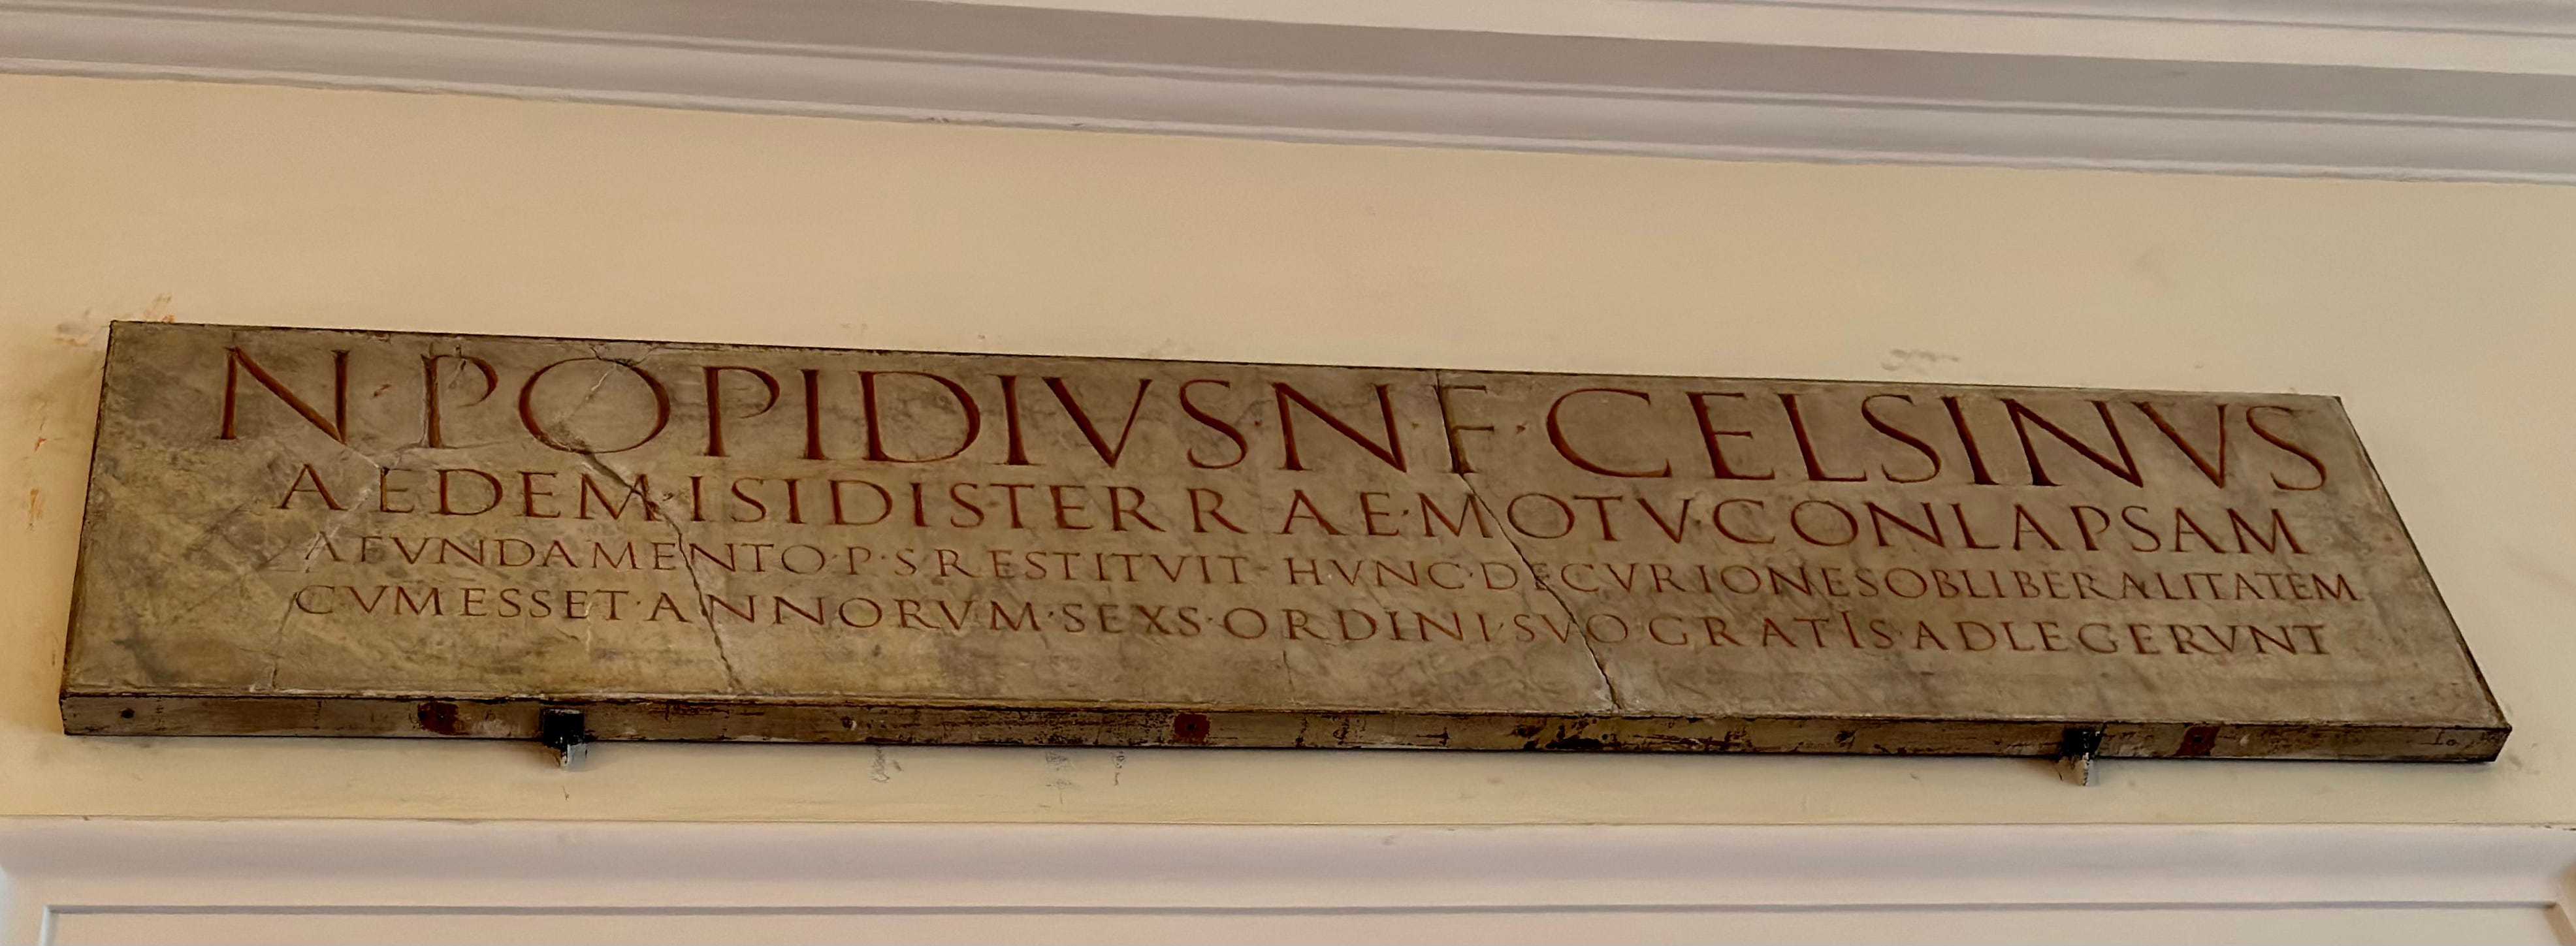 N·POPIDIVS·N·F·CELSINVS
AEDEM·ISIDIS·TERRAE·MOTV·CONLAPSAM
A FVNDAMENTO·P·S·RESTITVIT·HVNC·DECVRIONES OB LIBERALITATEM
CVM ESSET·ANNORVM·SEXS·ORDINI·SVO GRATIS·ADLEGERVNT